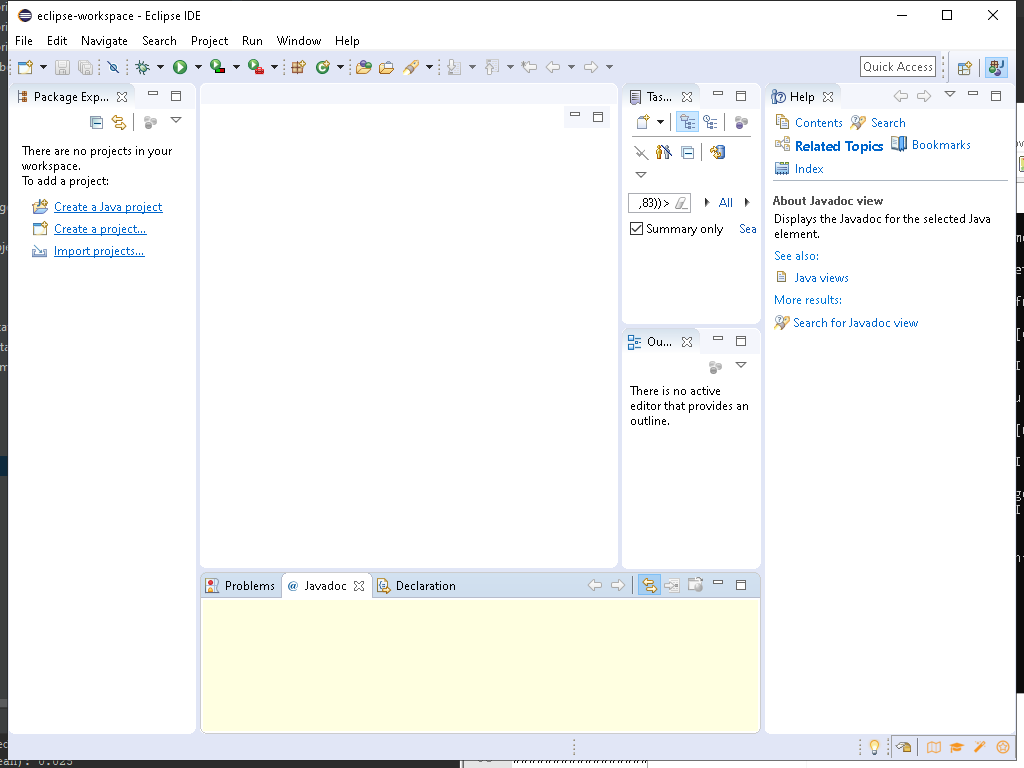 eclipse-workspace - Eclipse IDE
File Edit Navigate Search Project Run Window Help
Quick Access
Package Exp...
There are no projects in your
workspace.
To add a project:
Create a Java project
Create a project...
Import projects...
Tas...
,83))>
All
Summary only
Sea
Ou...
There is no active
editor that provides an
outline.
Help
Contents Search
Related Topics Bookmarks
Index
About Javadoc view
Displays the Javadoc for the selected Java
element.
See also:
Java views
More results:
Search for Javadoc view
Problems @ Javadoc Declaration